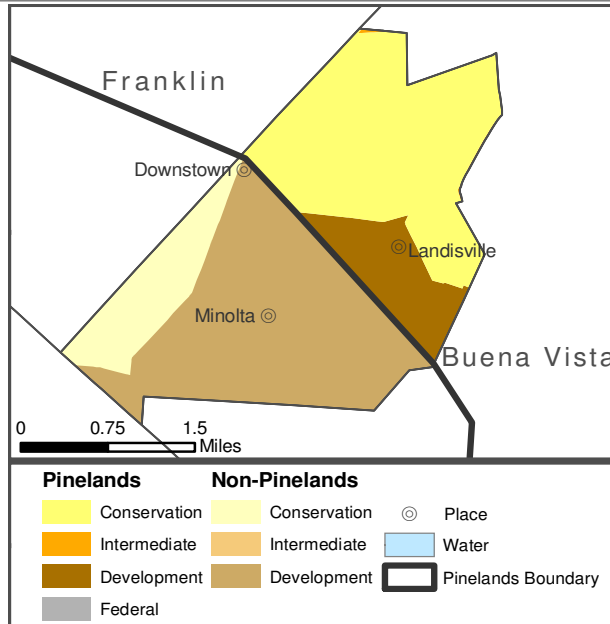 Franklin
Downstown
Landisville
Minolta
Buena Vista
0 0.75 1.5
Miles
Pinelands Non-Pinelands
Conservation Conservation Place
Intermediate Intermediate Water
Development Development Pinelands Boundary
Federal